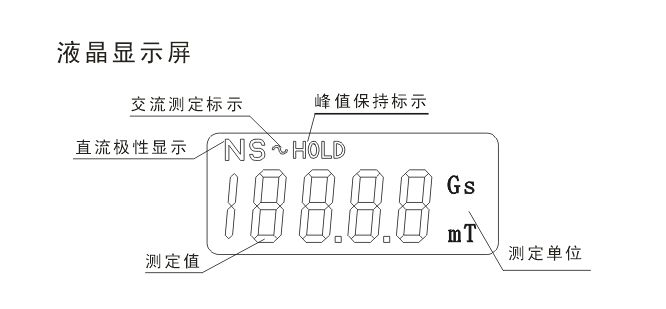 液晶显示屏
交流测定标示
峰值保持标示
直流极性显示
NS~HOLD
188.8.8
Gs
mT
测定值
测定单位